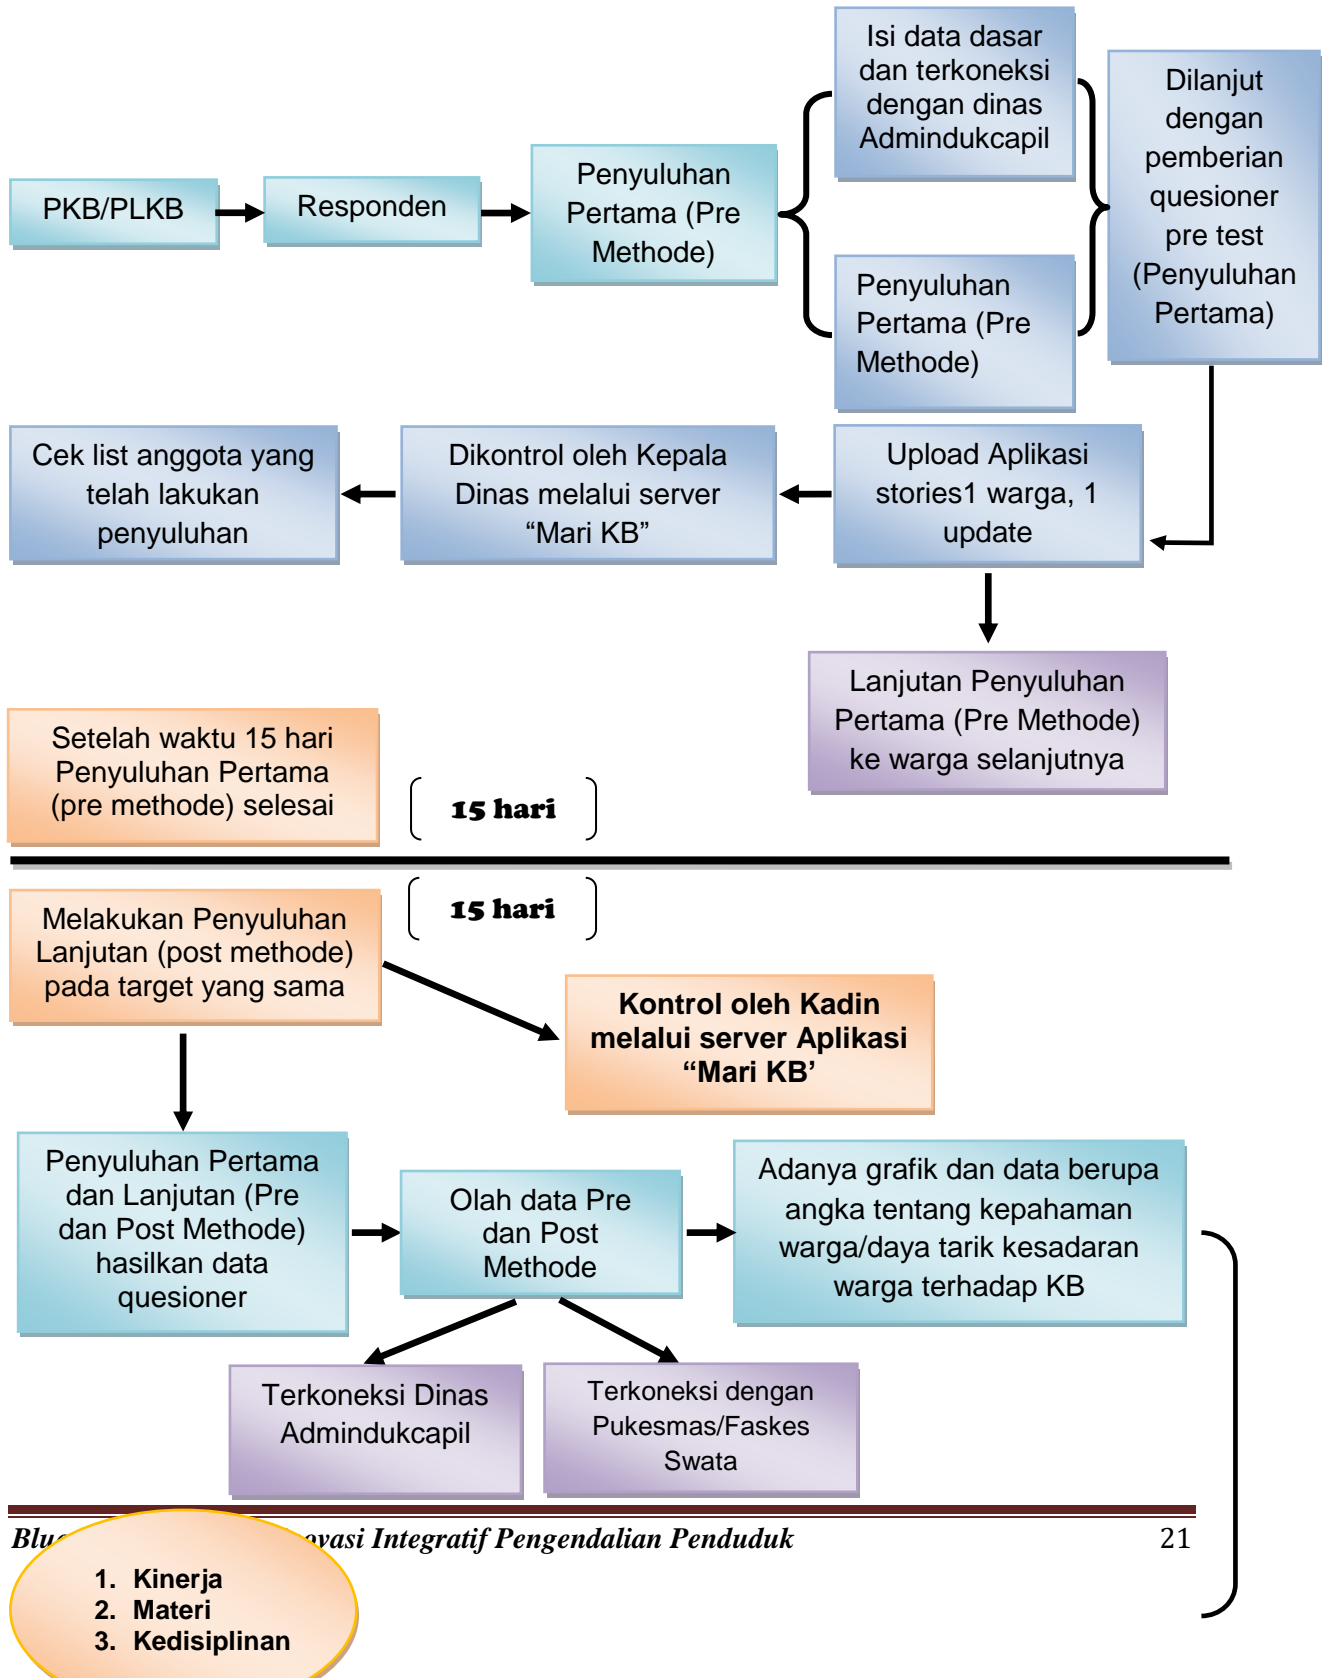 PKB/PLKB
Responden
Penyuluhan
Pertama (Pre
Methode)
Isi data dasar
dan terkoneksi
dengan dinas
Admindukcapil
Penyuluhan
Pertama (Pre
Methode)
Dilanjut
dengan
pemberian
quesioner
pre test
(Penyuluhan
Pertama)
Upload Aplikasi
stories1 warga, 1
update
Dikontrol oleh Kepala
Dinas melalui server
“Mari KB”
Cek list anggota yang
telah lakukan
penyuluhan
Lanjutan Penyuluhan
Pertama (Pre Methode)
ke warga selanjutnya
Setelah waktu 15 hari
Penyuluhan Pertama
(pre methode) selesai
15 hari
15 hari
Melakukan Penyuluhan
Lanjutan (post methode)
pada target yang sama
Kontrol oleh Kadin
melalui server Aplikasi
“Mari KB’
Penyuluhan Pertama
dan Lanjutan (Pre
dan Post Methode)
hasilkan data
quesioner
Olah data Pre
dan Post
Methode
Adanya grafik dan data berupa
angka tentang kepahaman
warga/daya tarik kesadaran
warga terhadap KB
Terkoneksi Dinas
Admindukcapil
Terkoneksi dengan
Pukesmas/Faskes
Swata
Integratif Pengendalian Penduduk 21
1. Kinerja
2. Materi
3. Kedisiplinan